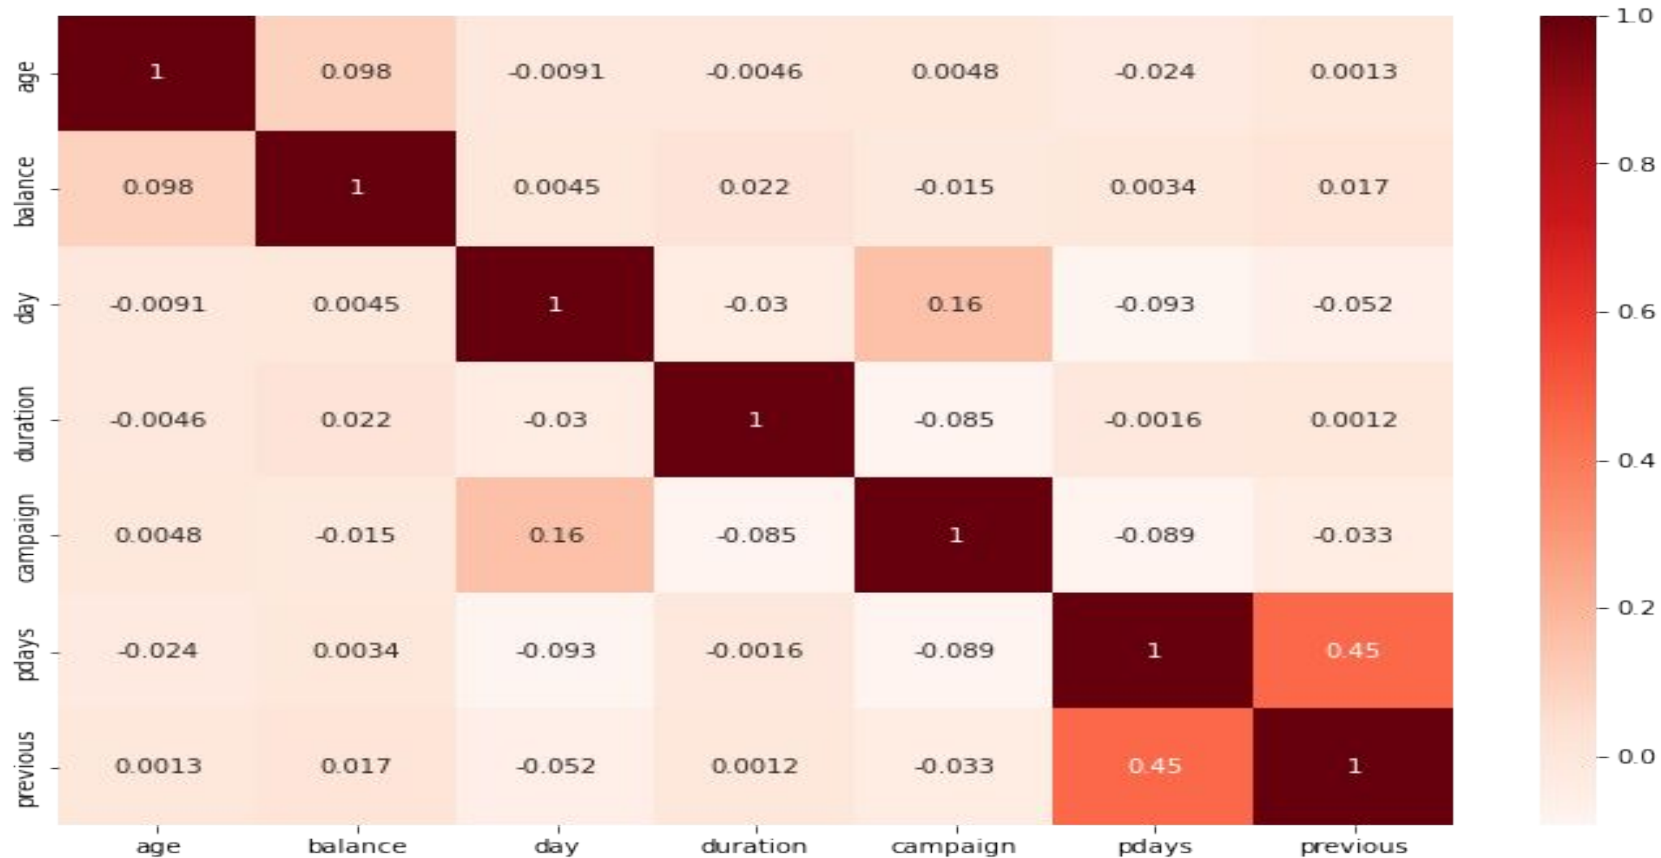 age 1 0.098 -0.0091 -0.0046 0.0048 -0.024 0.0013
balance 0.098 1 0.0045 0.022 -0.015 0.0034 0.017
day -0.0091 0.0045 1 -0.03 0.16 -0.093 -0.052
duration -0.0046 0.022 -0.03 1 -0.085 -0.0016 0.0012
campaign 0.0048 -0.015 0.16 -0.085 1 -0.089 -0.033
pdays -0.024 0.0034 -0.093 -0.0016 -0.089 1 0.45
previous 0.0013 0.017 -0.052 0.0012 -0.033 0.45 1
age balance day duration campaign pdays previous
1.0
0.8
0.6
0.4
0.2
0.0